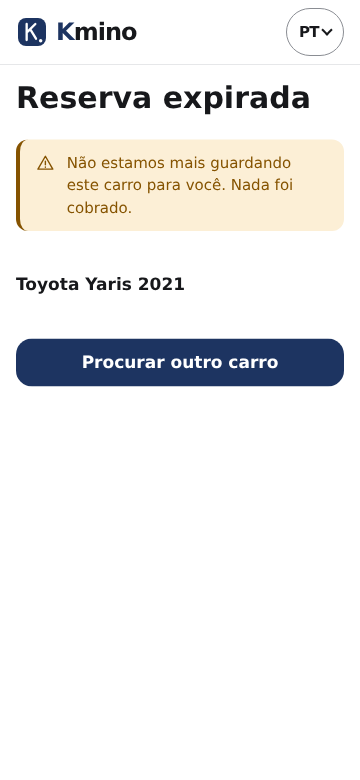 K. Kmino
PT
Reserva expirada
Não estamos mais guardando
este carro para você. Nada foi
cobrado.
Toyota Yaris 2021
Procurar outro carro